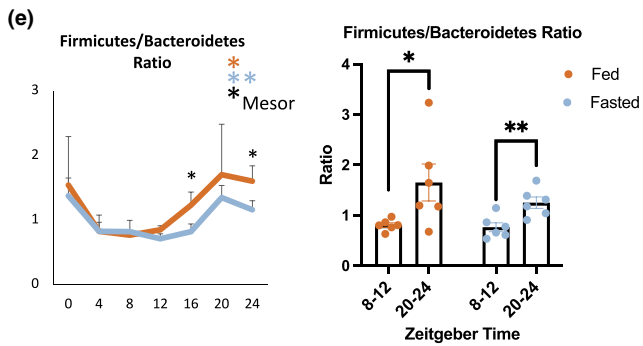 (e)
Firmicutes/Bacteroidetes
Ratio
*
**
* Mesor
3
2
1
0
*
*
0 4 8 12 16 20 24
Firmicutes/Bacteroidetes Ratio
Ratio
4
3
2
1
0
*
**
Fed
Fasted
8-12
20-24
8-12
20-24
Zeitgeber Time